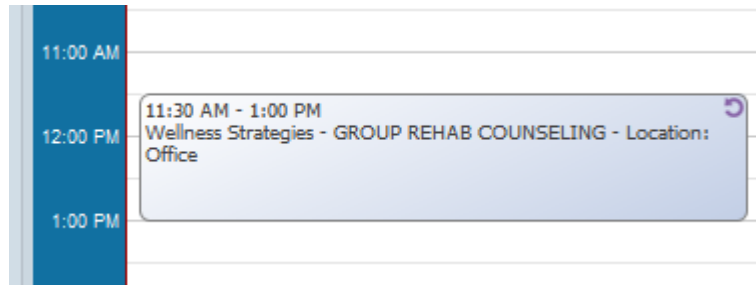 11:00 AM
11:30 AM - 1:00 PM
Wellness Strategies - GROUP REHAB COUNSELING - Location:
12:00 PM
Office
1:00 PM